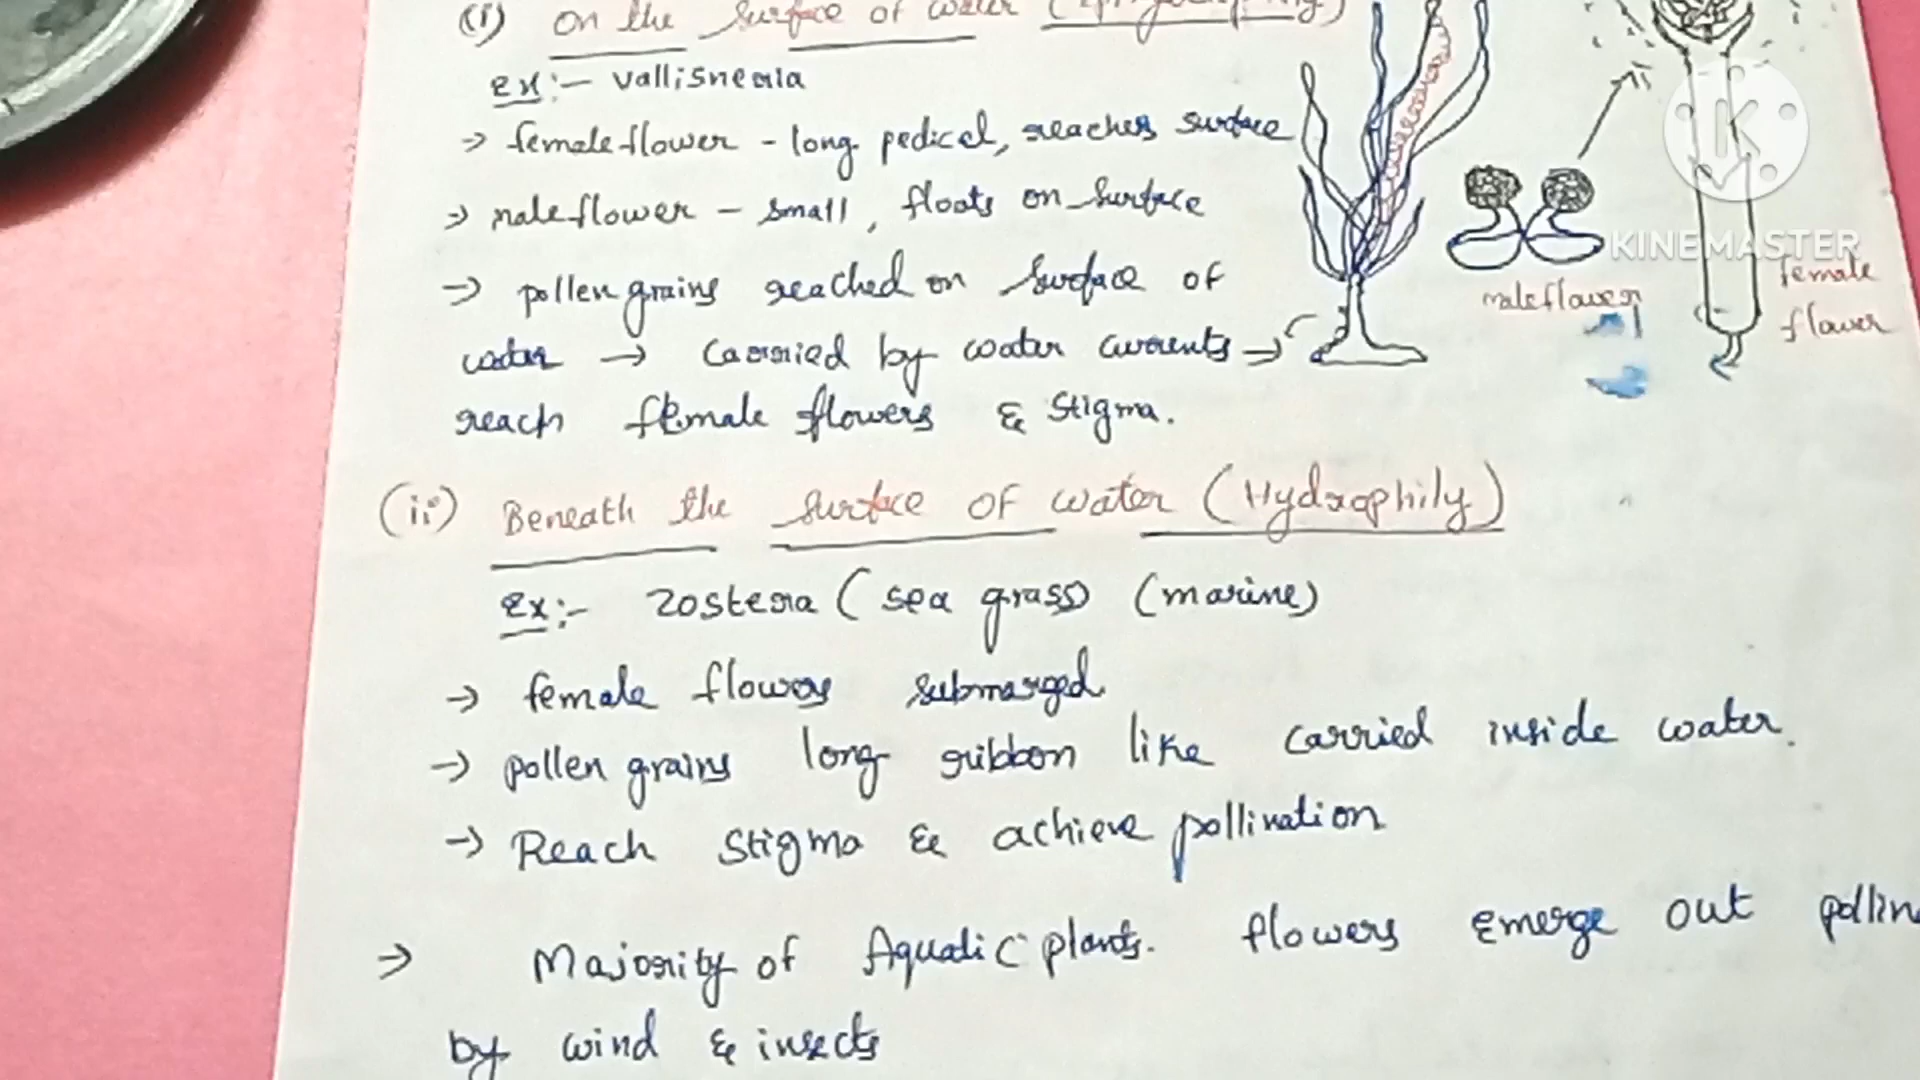 (i) On the surface of water
ex:- vallisneria
→ female flower - long pedicel, reaches surface
→ male flower - small, floats on surface
→ pollen grains reached on surface of
water → carried by water currents →
reach female flowers & stigma.
male flower
female
flower
KINEMASTER
(ii) Beneath the surface of water (Hydrophily)
ex:- Zostera (sea grass) (marine)
→ female flowers submarged
→ pollen grains long ribbon like carried inside water.
→ Reach stigma & achieve pollination
→ Majority of Aquatic plants. flowers emerge out pollin
by wind & insects